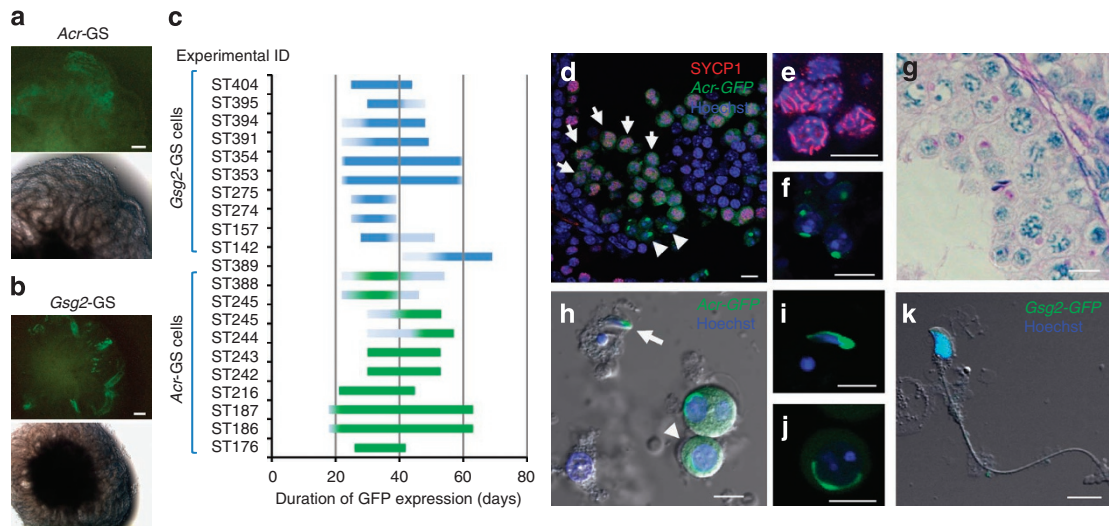 a
Acr-GS
b
Gsg2-GS
c
Experimental ID
Gsg2-GS cells
ST404
ST395
ST394
ST391
ST354
ST353
ST275
ST274
ST157
ST142
Acr-GS cells
ST389
ST388
ST245
ST245
ST244
ST243
ST242
ST216
ST187
ST186
ST176
0 20 40 60 80
Duration of GFP expression (days)
d
SYCP1
Acr-GFP
Hoechst
e
f
g
h
Acr-GFP
Hoechst
i
j
k
Gsg2-GFP
Hoechst